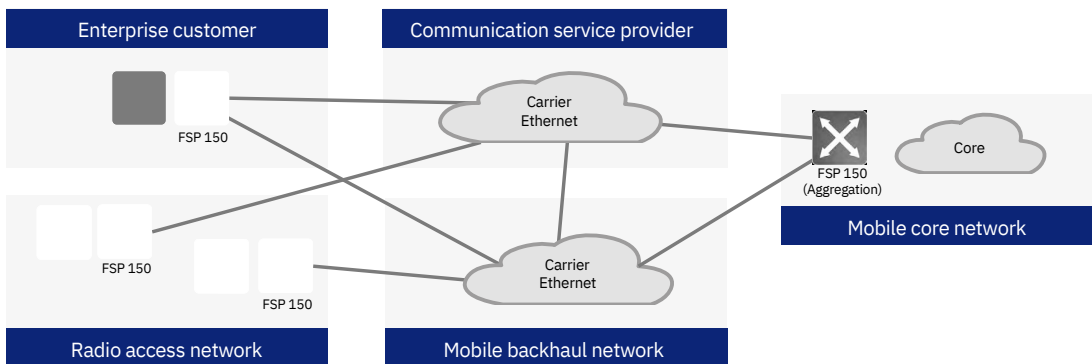 Enterprise customer
FSP 150
Communication service provider
Carrier
Ethernet
FSP 150
(Aggregation)
Core
Mobile core network
FSP 150
FSP 150
Radio access network
Carrier
Ethernet
Mobile backhaul network